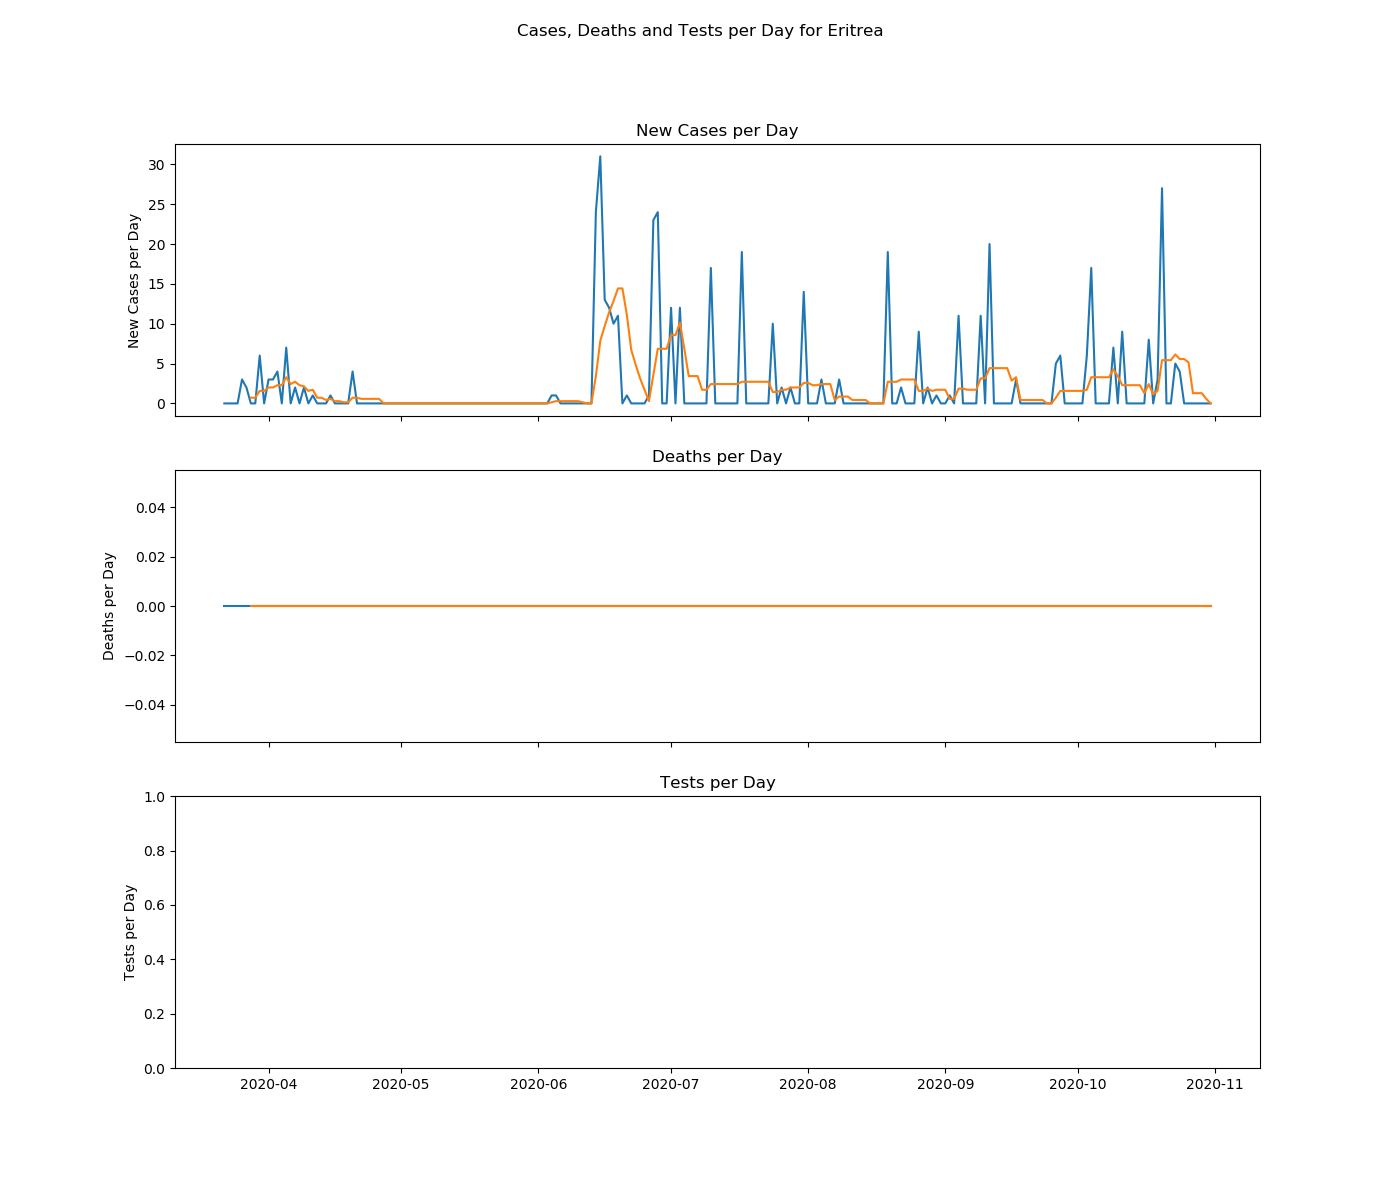 Cases, Deaths and Tests per Day for Eritrea
New Cases per Day
New Cases per Day
30
25
20
15
10
5
0
Deaths per Day
Deaths per Day
0.04
0.02
0.00
−0.02
−0.04
Tests per Day
Tests per Day
1.0
0.8
0.6
0.4
0.2
0.0
2020-04 2020-05 2020-06 2020-07 2020-08 2020-09 2020-10 2020-11